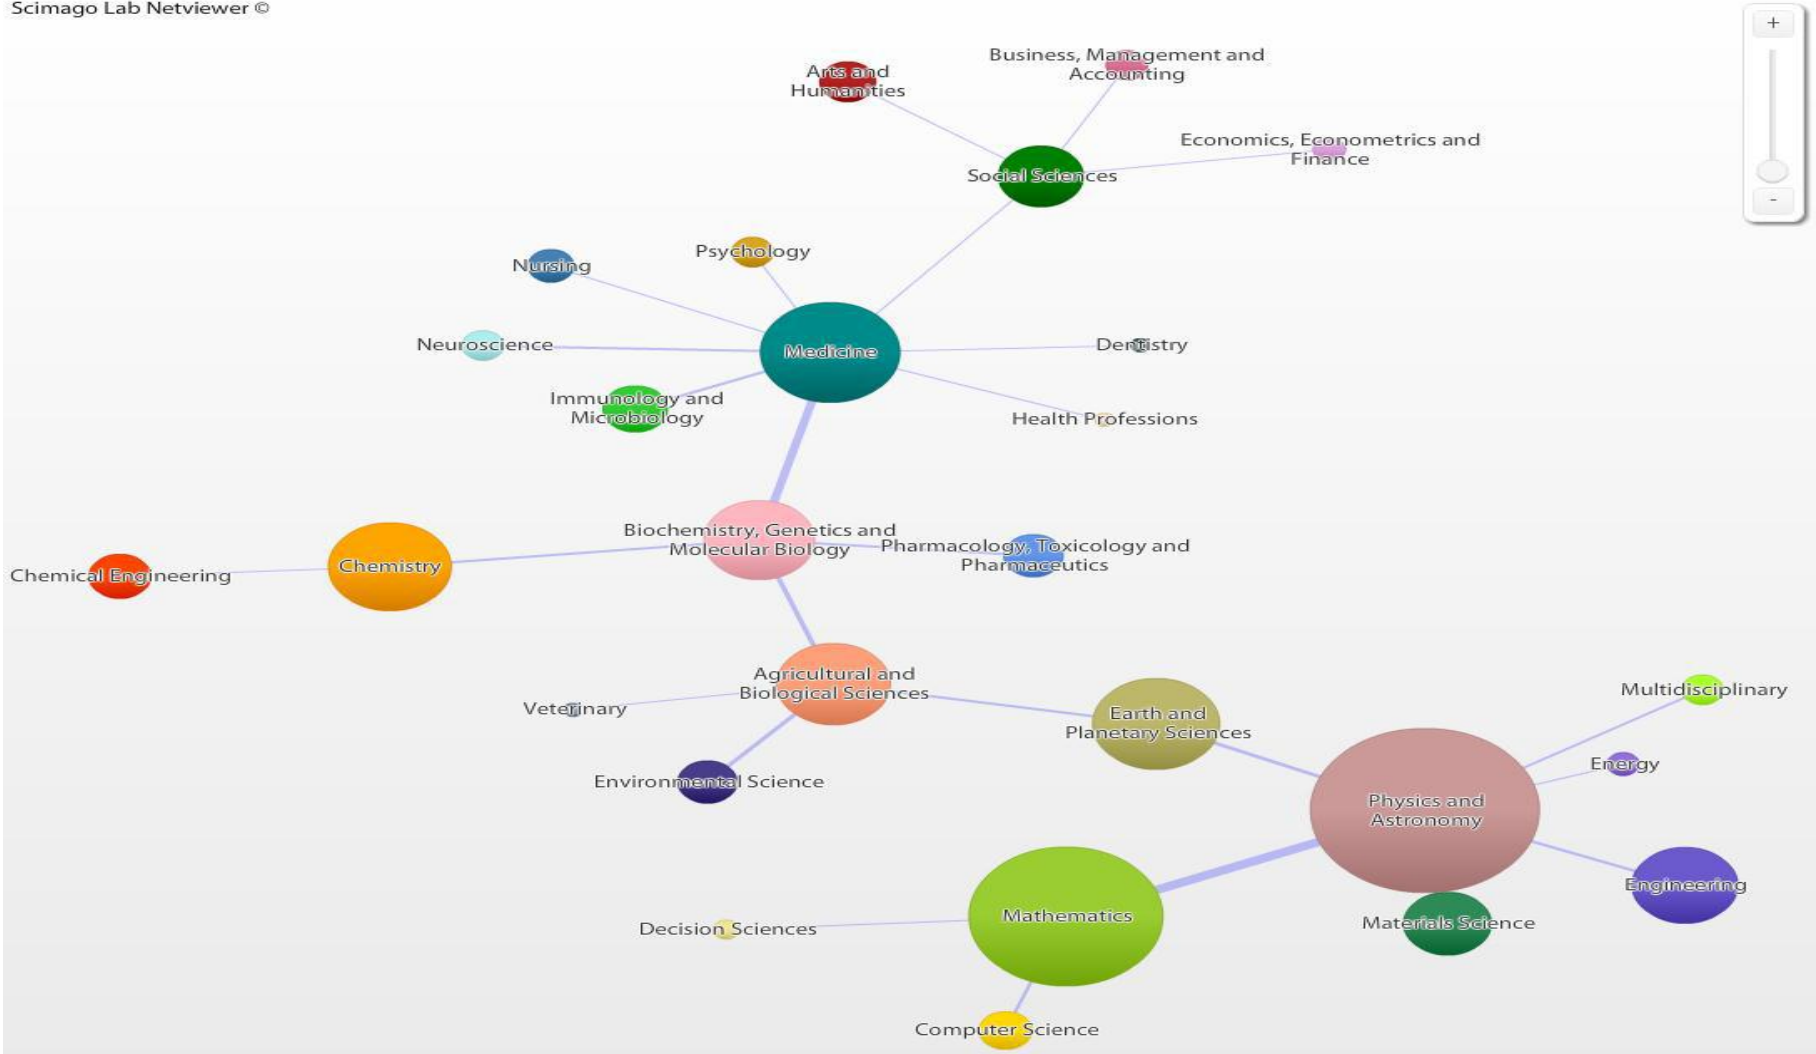 Scimago Lab Netviewer ©
+
Business, Management and
Accounting
Arts and
Humanities
Economics, Econometrics and
Finance
Social Sciences
-
Psychology
Nursing
Neuroscience
Medicine
Dentistry
Immunology and
Microbiology
Health Professions
Biochemistry, Genetics and
Molecular Biology
Pharmacology, Toxicology and
Pharmaceutics
Chemistry
Chemical Engineering
Agricultural and
Biological Sciences
Veterinary
Earth and
Planetary Sciences
Multidisciplinary
Energy
Environmental Science
Physics and
Astronomy
Engineering
Mathematics
Materials Science
Decision Sciences
Computer Science